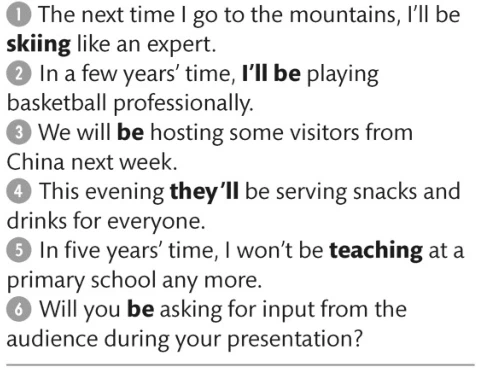 1 The next time I go to the mountains, I’ll be
skiing like an expert.
2 In a few years’ time, I’ll be playing
basketball professionally.
3 We will be hosting some visitors from
China next week.
4 This evening they’ll be serving snacks and
drinks for everyone.
5 In five years’ time, I won’t be teaching at a
primary school any more.
6 Will you be asking for input from the
audience during your presentation?